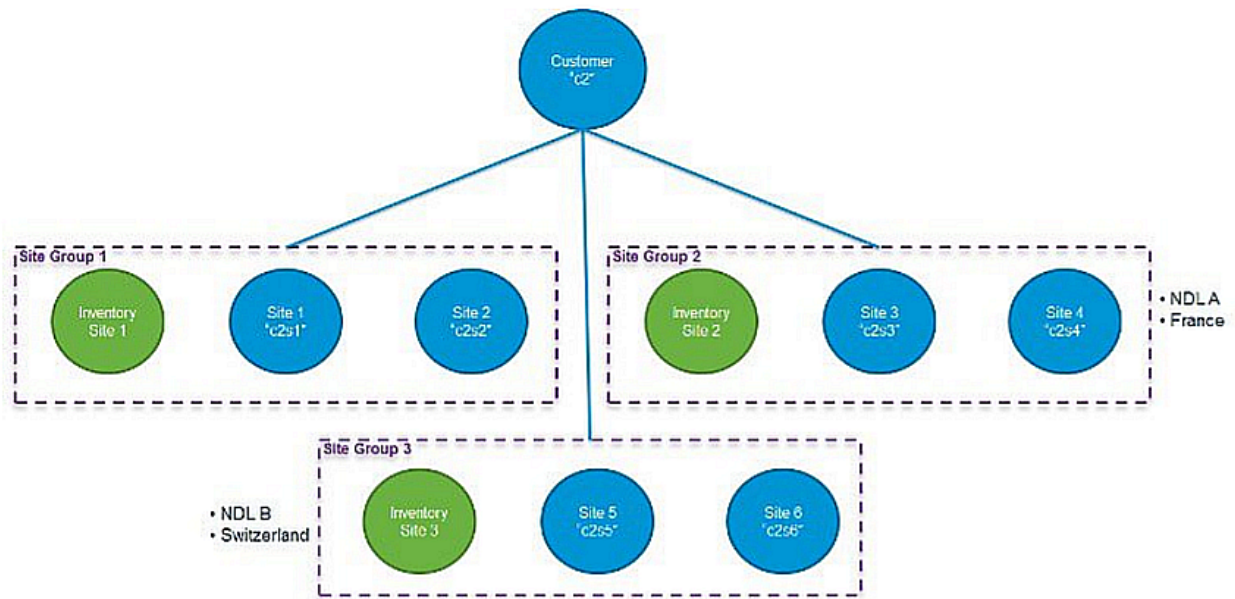 Customer
"c2"
Site Group 1
Inventory
Site 1
Site 1
"c2s1"
Site 2
"c2s2"
Site Group 2
Inventory
Site 2
Site 3
"c2s3"
Site 4
"c2s4"
• NDL A
• France
Site Group 3
• NDL B
• Switzerland
Inventory
Site 3
Site 5
"c2s5"
Site 6
"c2s6"